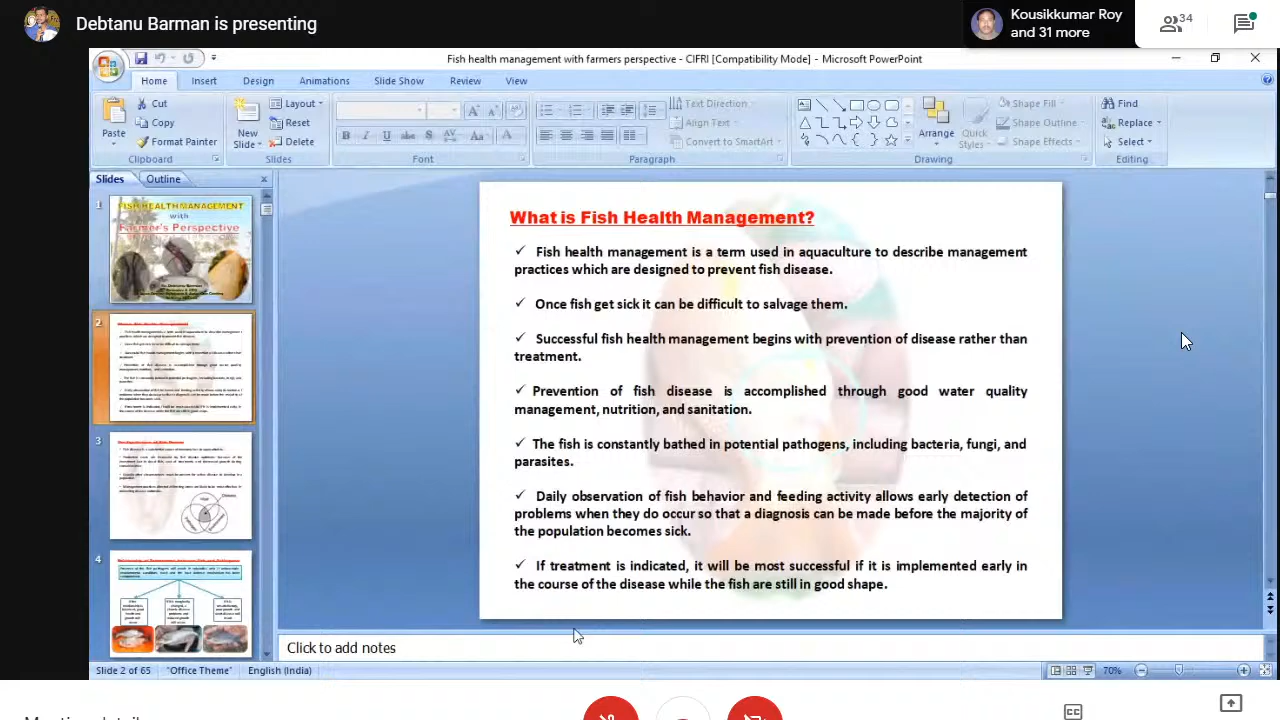 Debtanu Barman is presenting
Kousikkumar Roy
and 31 more
34
Fish health management with farmers perspective - CIFRI [Compatibility Mode] - Microsoft PowerPoint
Home Insert Design Animations Slide Show Review View
Paste
Cut
Copy
Format Painter
Clipboard
New
Slide
Layout
Reset
Delete
Slides
Font
Text Direction
Align Text
Convert to SmartArt
Paragraph
Arrange
Quick
Styles
Shape Fill
Shape Outline
Shape Effects
Drawing
Find
Replace
Select
Editing
Slides Outline
1
FISH HEALTH MANAGEMENT
with
Farmer's Perspective
2
3
4
What is Fish Health Management?
✓ Fish health management is a term used in aquaculture to describe management
practices which are designed to prevent fish disease.
✓ Once fish get sick it can be difficult to salvage them.
✓ Successful fish health management begins with prevention of disease rather than
treatment.
✓ Prevention of fish disease is accomplished through good water quality
management, nutrition, and sanitation.
✓ The fish is constantly bathed in potential pathogens, including bacteria, fungi, and
parasites.
✓ Daily observation of fish behavior and feeding activity allows early detection of
problems when they do occur so that a diagnosis can be made before the majority of
the population becomes sick.
✓ If treatment is indicated, it will be most successful if it is implemented early in
the course of the disease while the fish are still in good shape.
Click to add notes
Slide 2 of 65 "Office Theme" English (India) 70%
CC